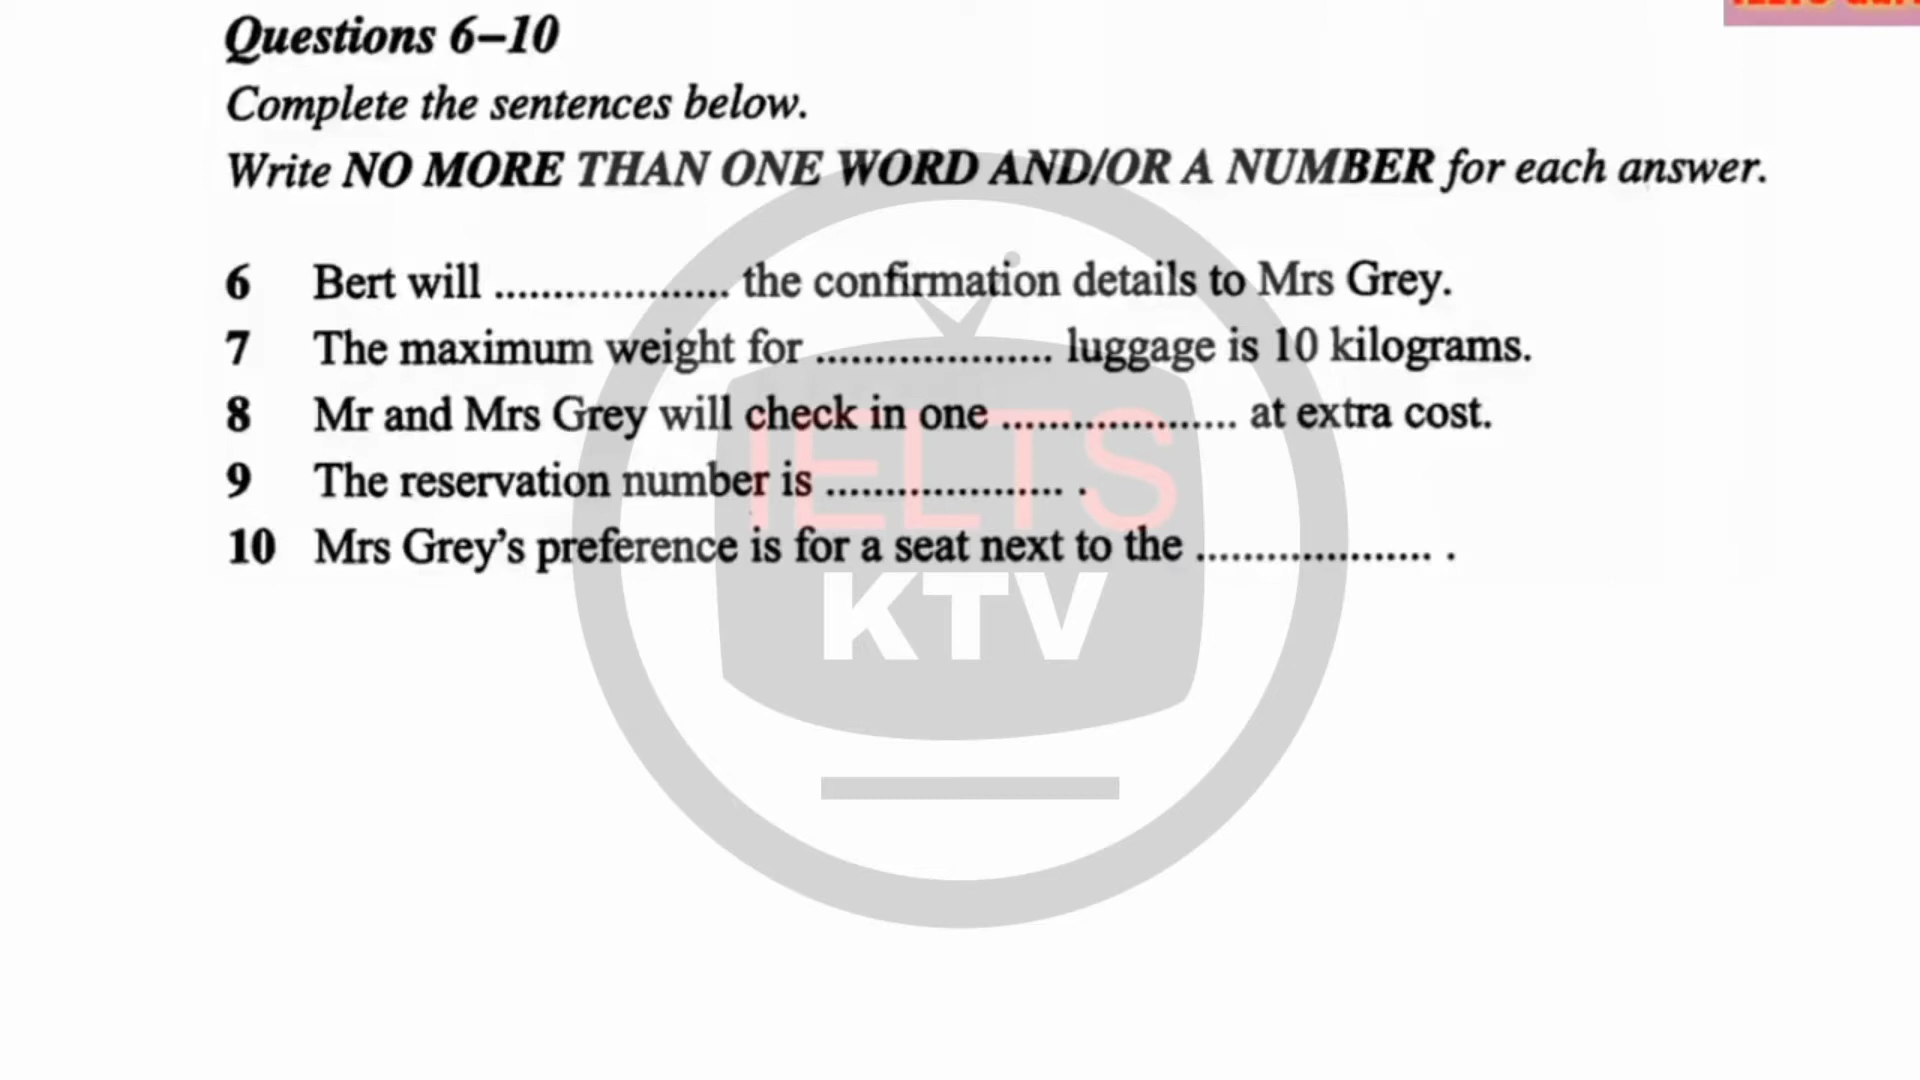 Questions 6–10
Complete the sentences below.
Write NO MORE THAN ONE WORD AND/OR A NUMBER for each answer.
6 Bert will .................... the confirmation details to Mrs Grey.
7 The maximum weight for .................... luggage is 10 kilograms.
8 Mr and Mrs Grey will check in one .................... at extra cost.
9 The reservation number is .................... .
10 Mrs Grey’s preference is for a seat next to the .................... .
IELTS
KTV